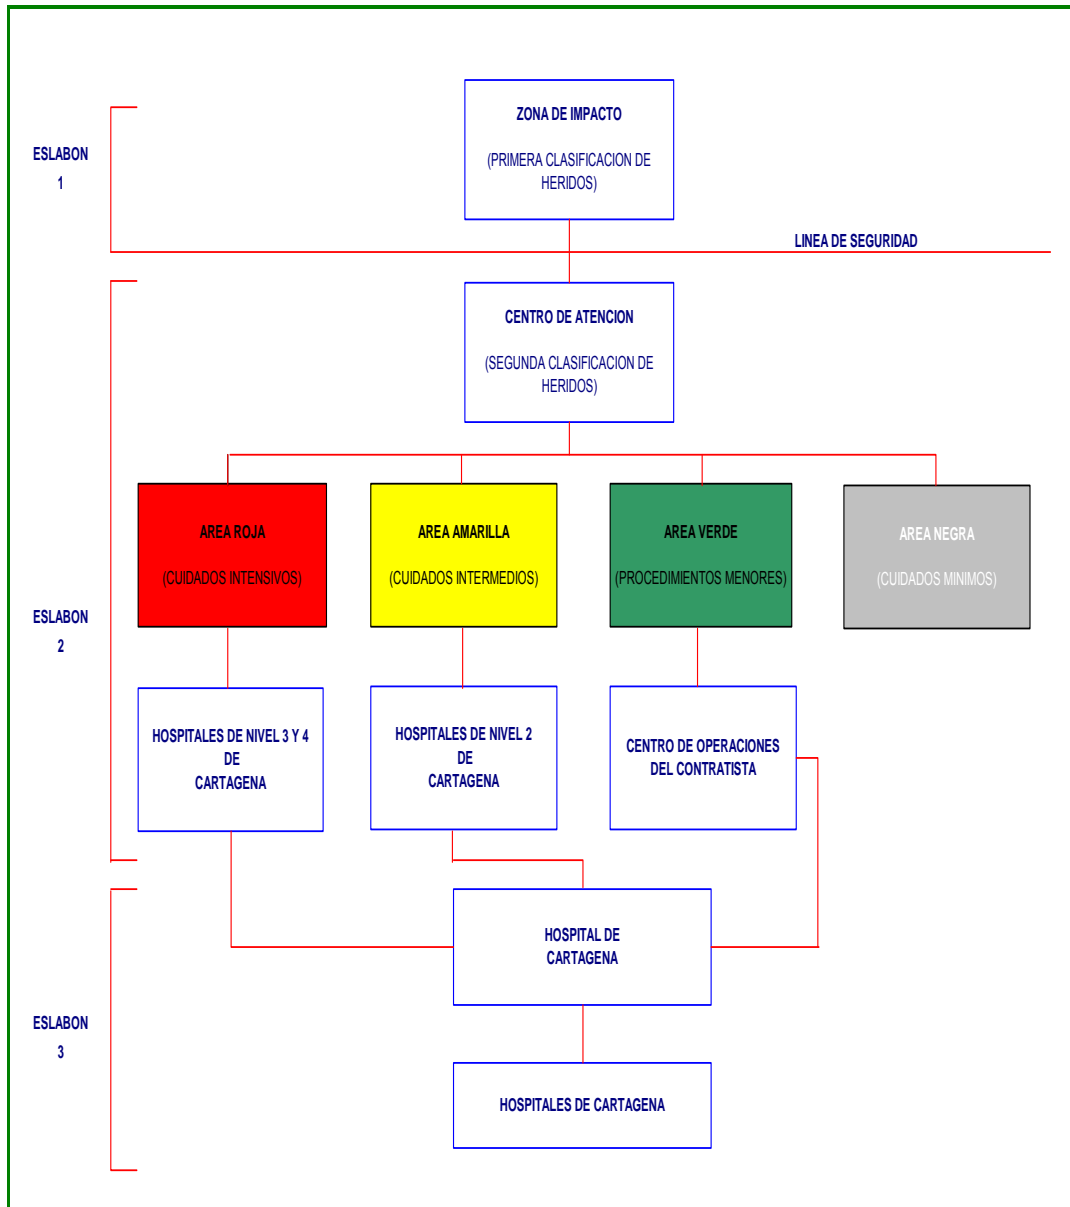 ZONA DE IMPACTO
(PRIMERA CLASIFICACION DE
HERIDOS)
ESLABON
1
LINEA DE SEGURIDAD
CENTRO DE ATENCION
(SEGUNDA CLASIFICACION DE
HERIDOS)
AREA ROJA
(CUIDADOS INTENSIVOS)
AREA AMARILLA
(CUIDADOS INTERMEDIOS)
AREA VERDE
(PROCEDIMIENTOS MENORES)
AREA NEGRA
(CUIDADOS MINIMOS)
ESLABON
2
HOSPITALES DE NIVEL 3 Y 4
DE
CARTAGENA
HOSPITALES DE NIVEL 2
DE
CARTAGENA
CENTRO DE OPERACIONES
DEL CONTRATISTA
HOSPITAL DE
CARTAGENA
ESLABON
3
HOSPITALES DE CARTAGENA